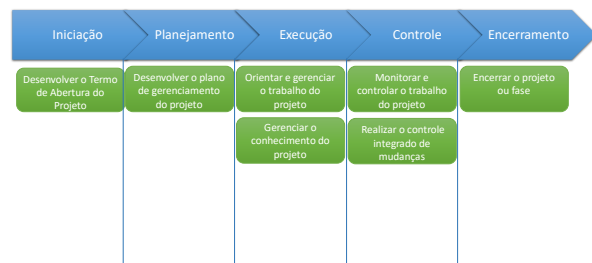 Iniciação
Planejamento
Execução
Controle
Encerramento
Desenvolver o Termo
de Abertura do
Projeto
Desenvolver o plano
de gerenciamento
do projeto
Orientar e gerenciar
o trabalho do
projeto
Monitorar e
controlar o trabalho
do projeto
Encerrar o projeto
ou fase
Gerenciar o
conhecimento do
projeto
Realizar o controle
integrado de
mudanças